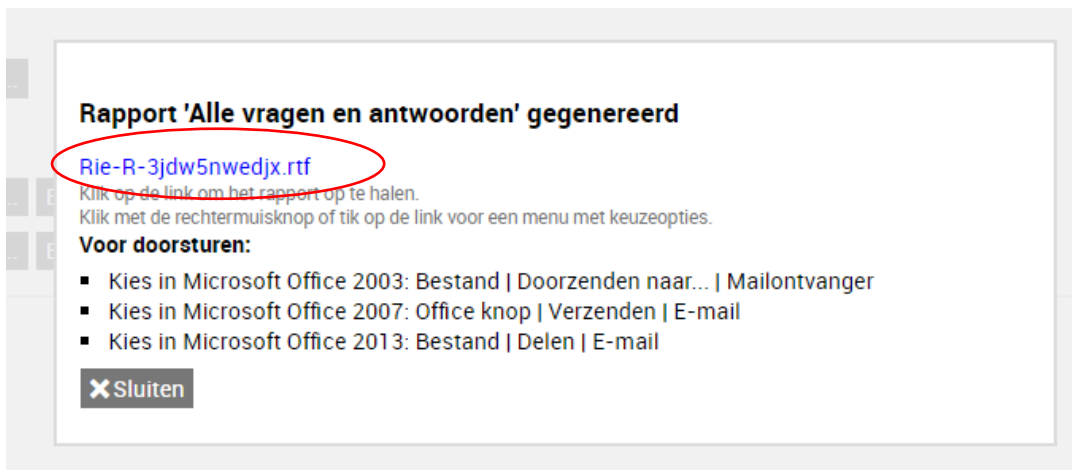 Rapport 'Alle vragen en antwoorden' gegenereerd
Rie-R-3jdw5nwedjx.rtf
Klik op de link om het rapport op te halen.
Klik met de rechtermuisknop of tik op de link voor een menu met keuzeopties.
Voor doorsturen:
▪ Kies in Microsoft Office 2003: Bestand | Doorzenden naar... | Mailontvanger
▪ Kies in Microsoft Office 2007: Office knop | Verzenden | E-mail
▪ Kies in Microsoft Office 2013: Bestand | Delen | E-mail
Sluiten